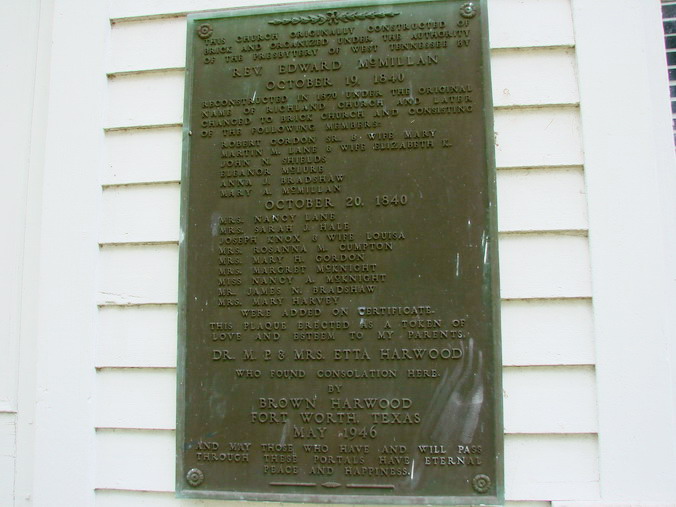 THIS CHURCH ORIGINALLY CONSTRUCTED OF
BRICK AND ORGANIZED UNDER THE AUTHORITY
OF THE PRESBYTERY OF WEST TENNESSEE BY
REV. EDWARD McMILLAN
OCTOBER 19, 1840
RECONSTRUCTED IN 1870 UNDER THE ORIGINAL
NAME OF RICHLAND CHURCH AND LATER
CHANGED TO BRICK CHURCH AND CONSISTING
OF THE FOLLOWING MEMBERS:
ROBERT GORDON SR. & WIFE MARY
MARTIN M. LANE & WIFE ELIZABETH K.
JOHN N. SHIELDS
ELEANOR McLURE
ANNA J. BRADSHAW
MARY A. McMILLAN
OCTOBER 20, 1840
MRS. NANCY LANE
MRS. SARAH J. HALE
JOSEPH KNOX & WIFE LOUISA
MRS. ROSANNA M. CUMPTON
MRS. MARY H. GORDON
MRS. MARGRET McKNIGHT
MISS NANCY A. McKNIGHT
MR. JAMES N. BRADSHAW
MRS. MARY HARVEY
WERE ADDED ON CERTIFICATE.
THIS PLAQUE ERECTED AS A TOKEN OF
LOVE AND ESTEEM TO MY PARENTS.
DR. M. P. & MRS. ETTA HARWOOD
WHO FOUND CONSOLATION HERE.
BY
BROWN HARWOOD
FORT WORTH, TEXAS
MAY 1946
AND MAY THOSE WHO HAVE AND WILL PASS
THROUGH THESE PORTALS HAVE ETERNAL
PEACE AND HAPPINESS.